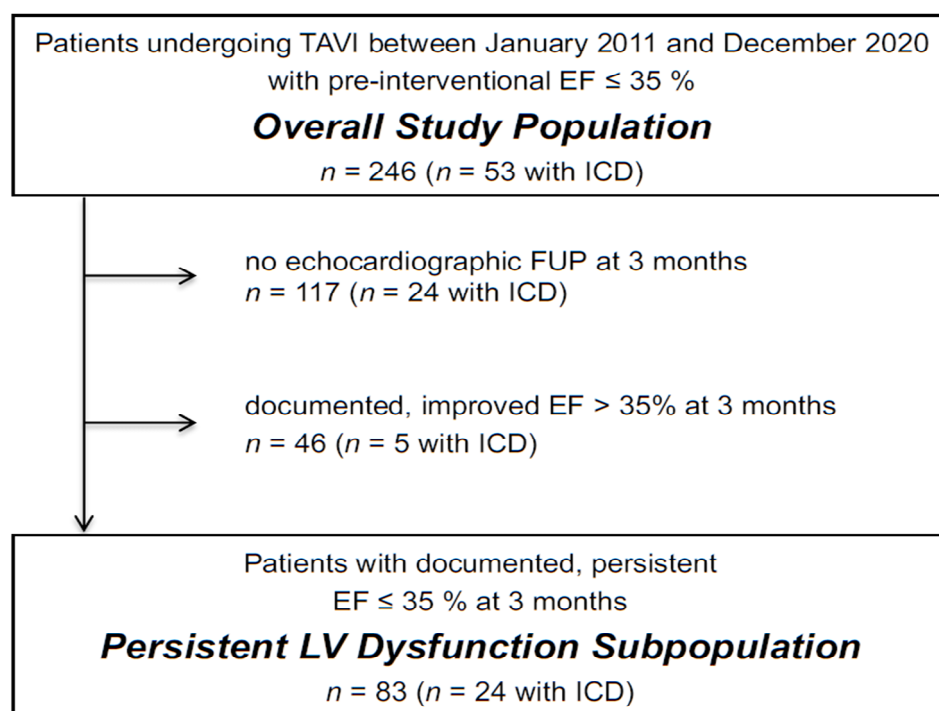 Patients undergoing TAVI between January 2011 and December 2020
with pre-interventional EF ≤ 35 %
Overall Study Population
n = 246 (n = 53 with ICD)
no echocardiographic FUP at 3 months
n = 117 (n = 24 with ICD)
documented, improved EF > 35% at 3 months
n = 46 (n = 5 with ICD)
Patients with documented, persistent
EF ≤ 35 % at 3 months
Persistent LV Dysfunction Subpopulation
n = 83 (n = 24 with ICD)